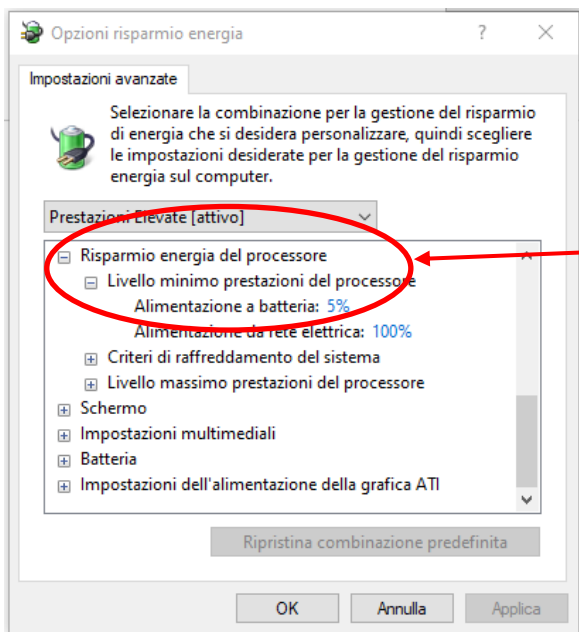 Opzioni risparmio energia
Impostazioni avanzate
Selezionare la combinazione per la gestione del risparmio
di energia che si desidera personalizzare, quindi scegliere
le impostazioni desiderate per la gestione del risparmio
energia sul computer.
Prestazioni Elevate [attivo]
Risparmio energia del processore
Livello minimo prestazioni del processore
Alimentazione a batteria: 5%
Alimentazione da rete elettrica: 100%
Criteri di raffreddamento del sistema
Livello massimo prestazioni del processore
Schermo
Impostazioni multimediali
Batteria
Impostazioni dell'alimentazione della grafica ATI
Ripristina combinazione predefinita
OK Annulla Applica